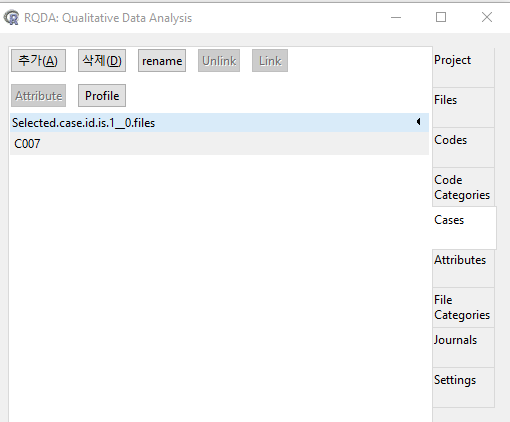 RQDA: Qualitative Data Analysis
추가(A) 삭제(D) rename Unlink Link
Attribute Profile
Selected.case.id.is.1__0.files
C007
Project
Files
Codes
Code
Categories
Cases
Attributes
File
Categories
Journals
Settings